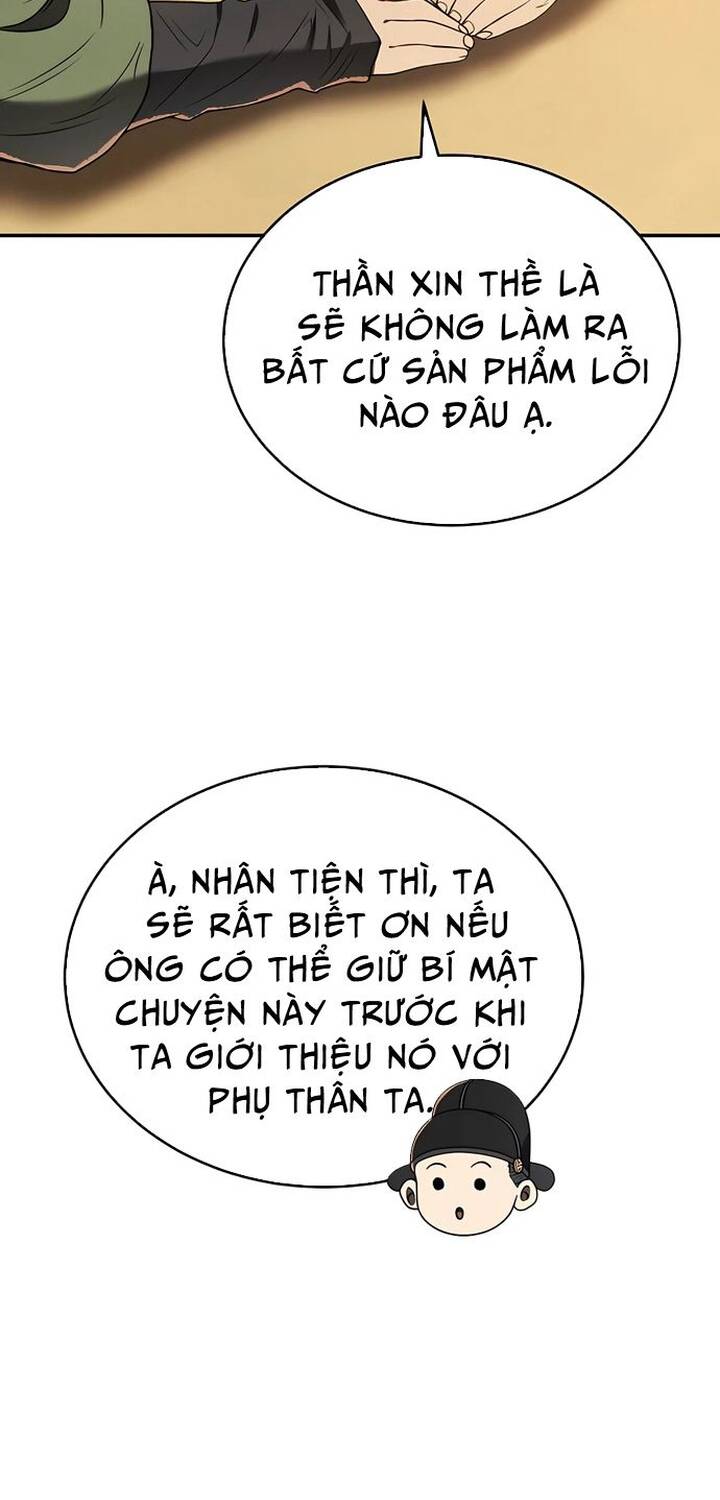 THẦN XIN THỀ LÀ
SẼ KHÔNG LÀM RA
BẤT CỨ SẢN PHẨM LỖI
NÀO ĐÂU Ạ.
À, NHÂN TIỆN THÌ, TA
SẼ RẤT BIẾT ƠN NẾU
ÔNG CÓ THỂ GIỮ BÍ MẬT
CHUYỆN NÀY TRƯỚC KHI
TA GIỚI THIỆU NÓ VỚI
PHỤ THÂN TA.